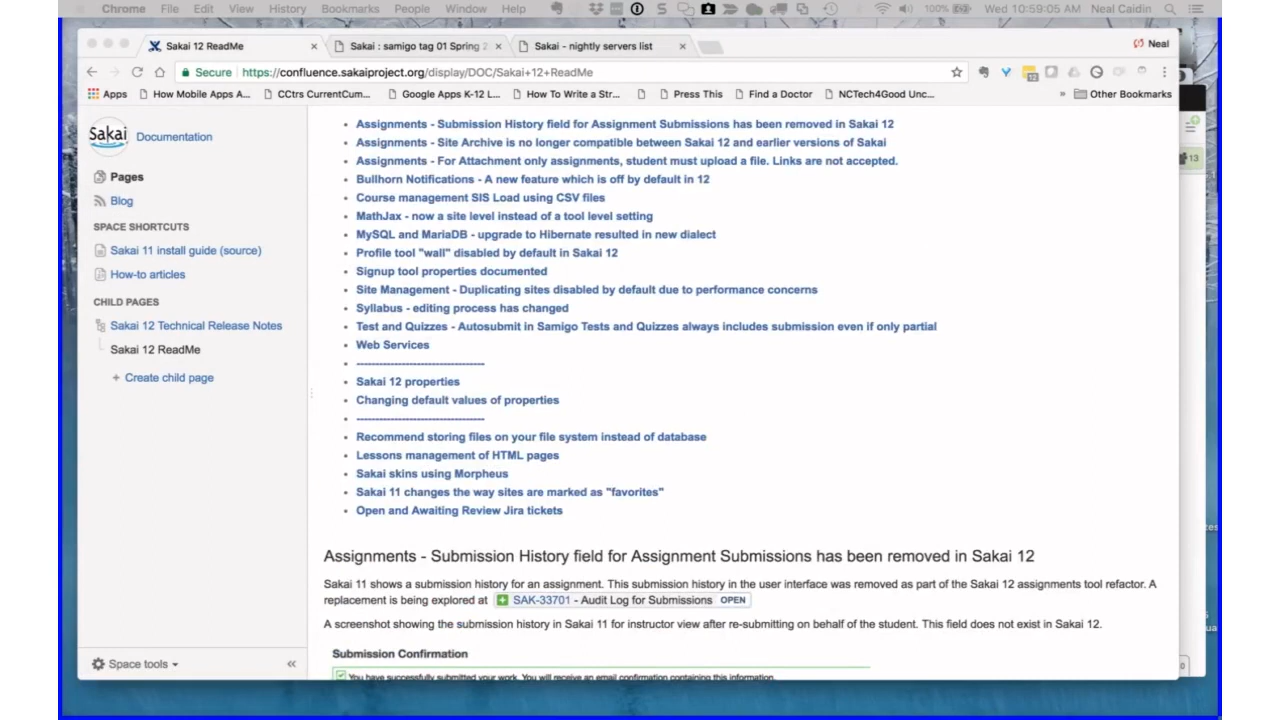 Chrome File Edit View History Bookmarks People Window Help 100% Wed 10:59:05 AM Neal Caidin
Sakai 12 ReadMe Sakai : samigo tag 01 Spring 2 Sakai - nightly servers list Neal
Secure https://confluence.sakaiproject.org/display/DOC/Sakai+12+ReadMe
Apps How Mobile Apps A... CCtrs CurrentCum... Google Apps K-12 L... How To Write a Str... Press This Find a Doctor NCTech4Good Unc... » Other Bookmarks
Sakai Documentation
Pages
Blog
SPACE SHORTCUTS
Sakai 11 install guide (source)
How-to articles
CHILD PAGES
Sakai 12 Technical Release Notes
Sakai 12 ReadMe
+ Create child page
Space tools
• Assignments - Submission History field for Assignment Submissions has been removed in Sakai 12
• Assignments - Site Archive is no longer compatible between Sakai 12 and earlier versions of Sakai
• Assignments - For Attachment only assignments, student must upload a file. Links are not accepted.
• Bullhorn Notifications - A new feature which is off by default in 12
• Course management SIS Load using CSV files
• MathJax - now a site level instead of a tool level setting
• MySQL and MariaDB - upgrade to Hibernate resulted in new dialect
• Profile tool "wall" disabled by default in Sakai 12
• Signup tool properties documented
• Site Management - Duplicating sites disabled by default due to performance concerns
• Syllabus - editing process has changed
• Test and Quizzes - Autosubmit in Samigo Tests and Quizzes always includes submission even if only partial
• Web Services
• ---------------------------------
• Sakai 12 properties
• Changing default values of properties
• ---------------------------------
• Recommend storing files on your file system instead of database
• Lessons management of HTML pages
• Sakai skins using Morpheus
• Sakai 11 changes the way sites are marked as "favorites"
• Open and Awaiting Review Jira tickets
Assignments - Submission History field for Assignment Submissions has been removed in Sakai 12
Sakai 11 shows a submission history for an assignment. This submission history in the user interface was removed as part of the Sakai 12 assignments tool refactor. A
replacement is being explored at SAK-33701 - Audit Log for Submissions OPEN
A screenshot showing the submission history in Sakai 11 for instructor view after re-submitting on behalf of the student. This field does not exist in Sakai 12.
Submission Confirmation
You have successfully submitted your work. You will receive an email confirmation containing this information.
13